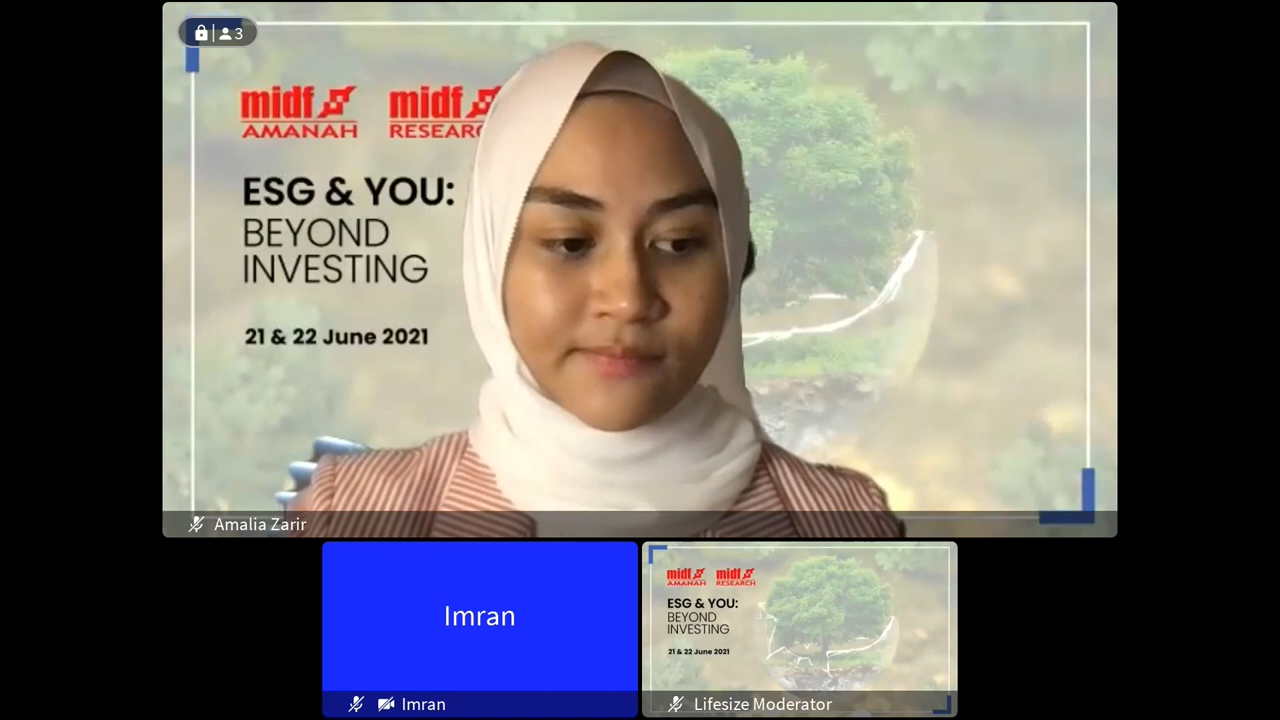 3
midf midf
AMANAH RESEARC
ESG & YOU:
BEYOND
INVESTING
21 & 22 June 2021
Amalia Zarir
Imran
Imran
midf midf
AMANAH RESEARCH
ESG & YOU:
BEYOND
INVESTING
21 & 22 June 2021
Lifesize Moderator